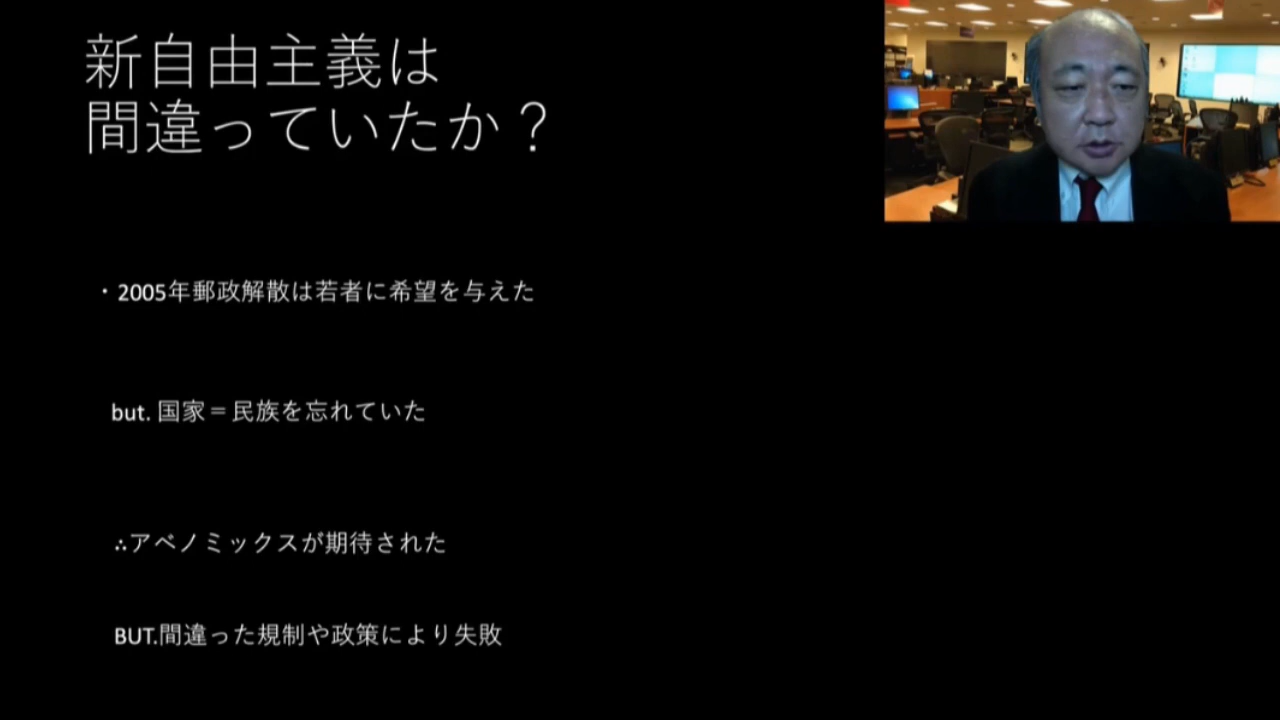 新自由主義は
間違っていたか？
・2005年郵政解散は若者に希望を与えた
but. 国家＝民族を忘れていた
∴アベノミックスが期待された
BUT.間違った規制や政策により失敗